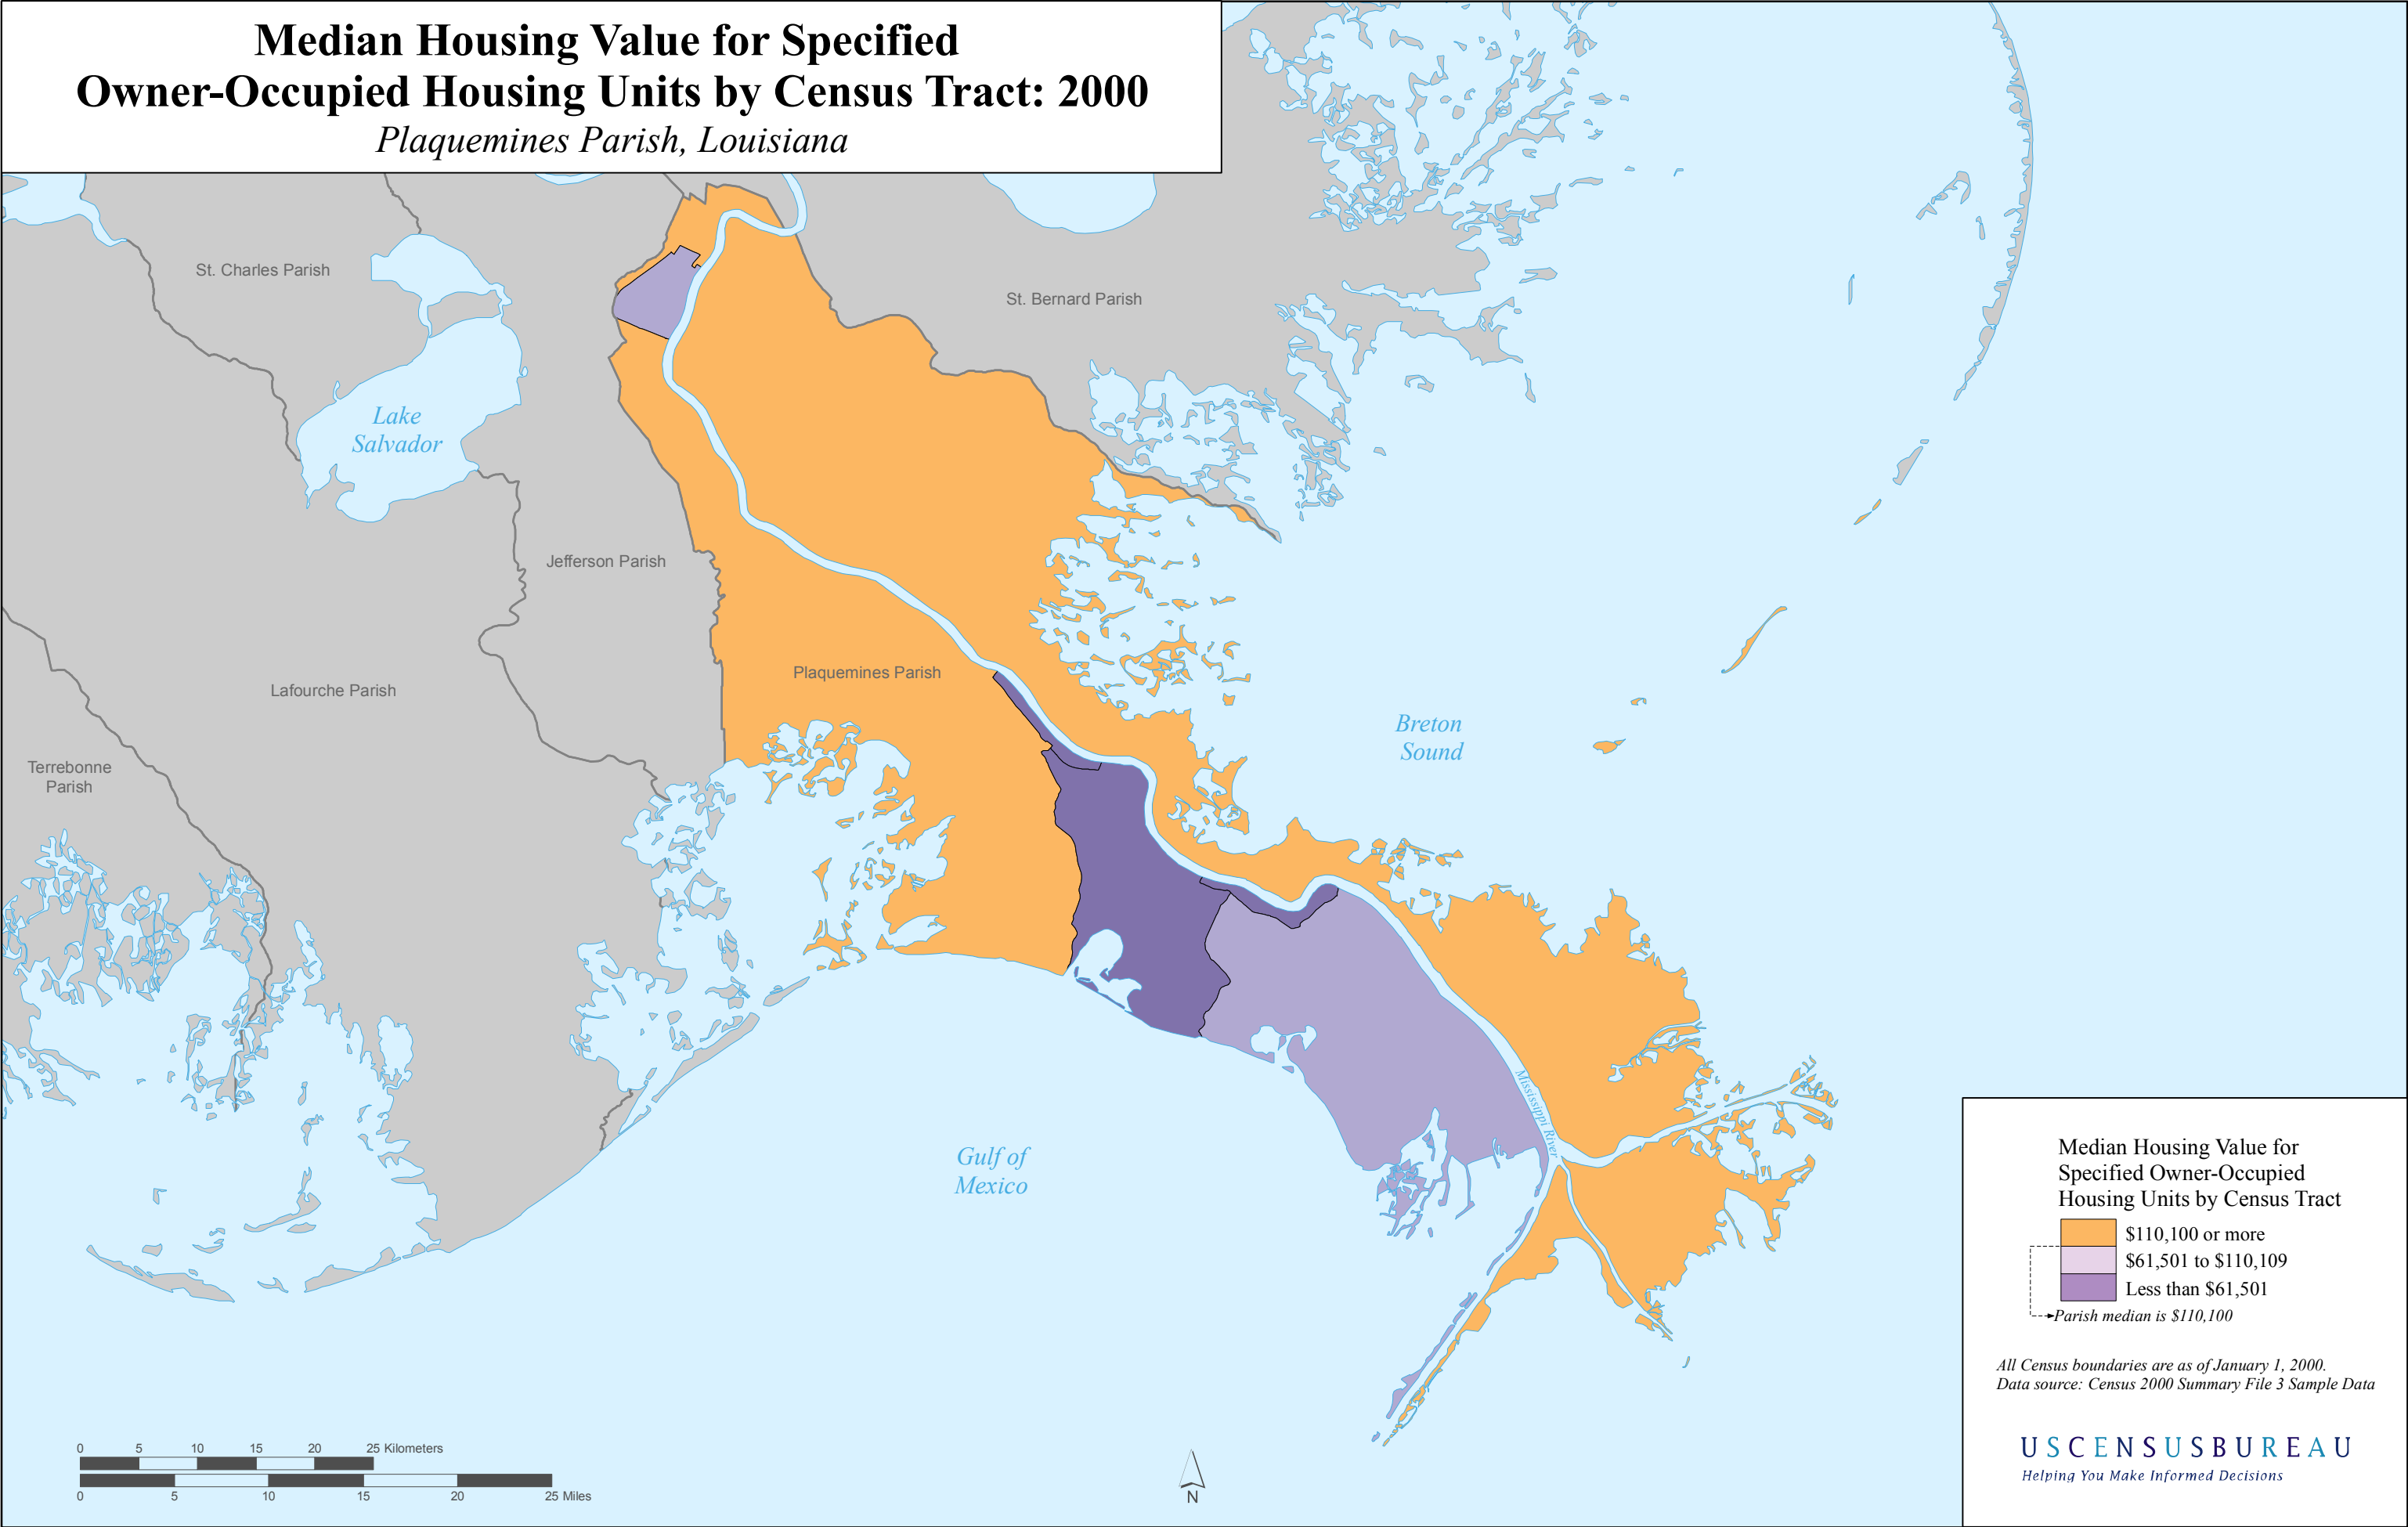 Median Housing Value for Specified
Owner-Occupied Housing Units by Census Tract: 2000
Plaquemines Parish, Louisiana
St. Charles Parish
St. Bernard Parish
Lake
Salvador
Jefferson Parish
Plaquemines Parish
Lafourche Parish
Breton
Sound
Terrebonne
Parish
Mississippi River
Gulf of
Mexico
Median Housing Value for
Specified Owner-Occupied
Housing Units by Census Tract
$110,100 or more
$61,501 to $110,109
Less than $61,501
Parish median is $110,100
All Census boundaries are as of January 1, 2000.
Data source: Census 2000 Summary File 3 Sample Data
USCENSUSBUREAU
Helping You Make Informed Decisions
0 5 10 15 20 25 Kilometers
0 5 10 15 20 25 Miles
N